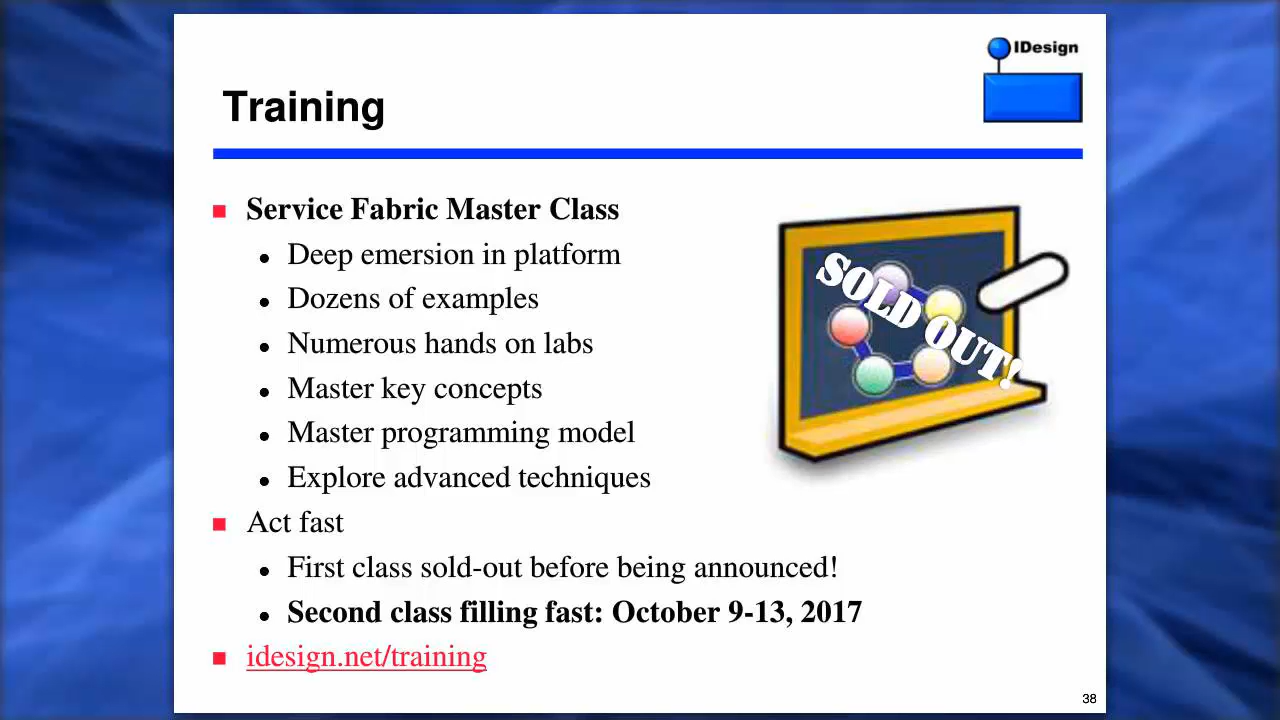 IDesign
Training
Service Fabric Master Class
Deep emersion in platform
Dozens of examples
Numerous hands on labs
Master key concepts
Master programming model
Explore advanced techniques
SOLD OUT!
Act fast
First class sold-out before being announced!
Second class filling fast: October 9-13, 2017
idesign.net/training
38